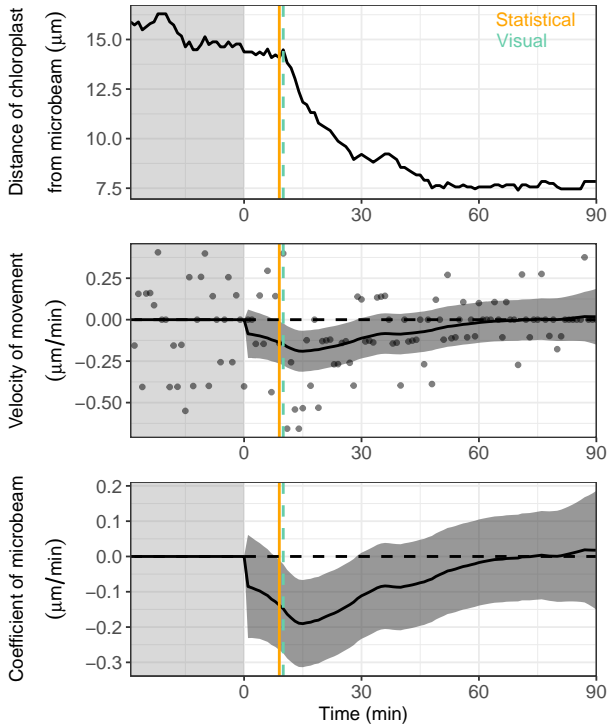 Statistical
Visual
Distance of chloroplast
from microbeam (μm)
15.0
12.5
10.0
7.5
0 30 60 90
Velocity of movement
(μm/min)
0.25
0.00
−0.25
−0.50
0 30 60 90
Coefficient of microbeam
(μm/min)
0.2
0.1
0.0
−0.1
−0.2
−0.3
0 30 60 90
Time (min)